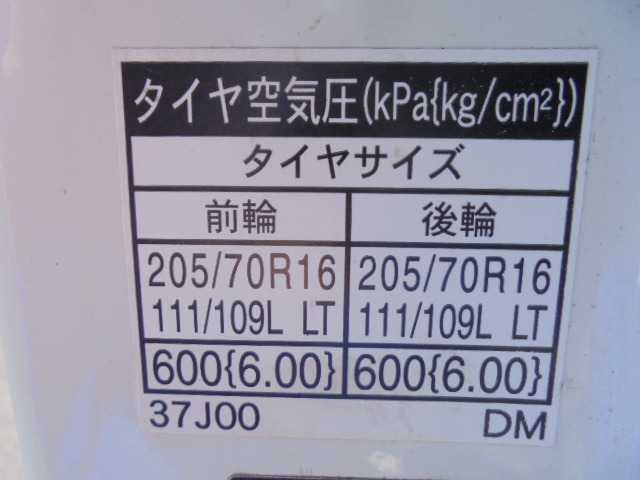 タイヤ空気圧(kPa{kg/cm²})
タイヤサイズ
前輪 後輪
205/70R16 205/70R16
111/109L LT 111/109L LT
600{6.00} 600{6.00}
37J00 DM